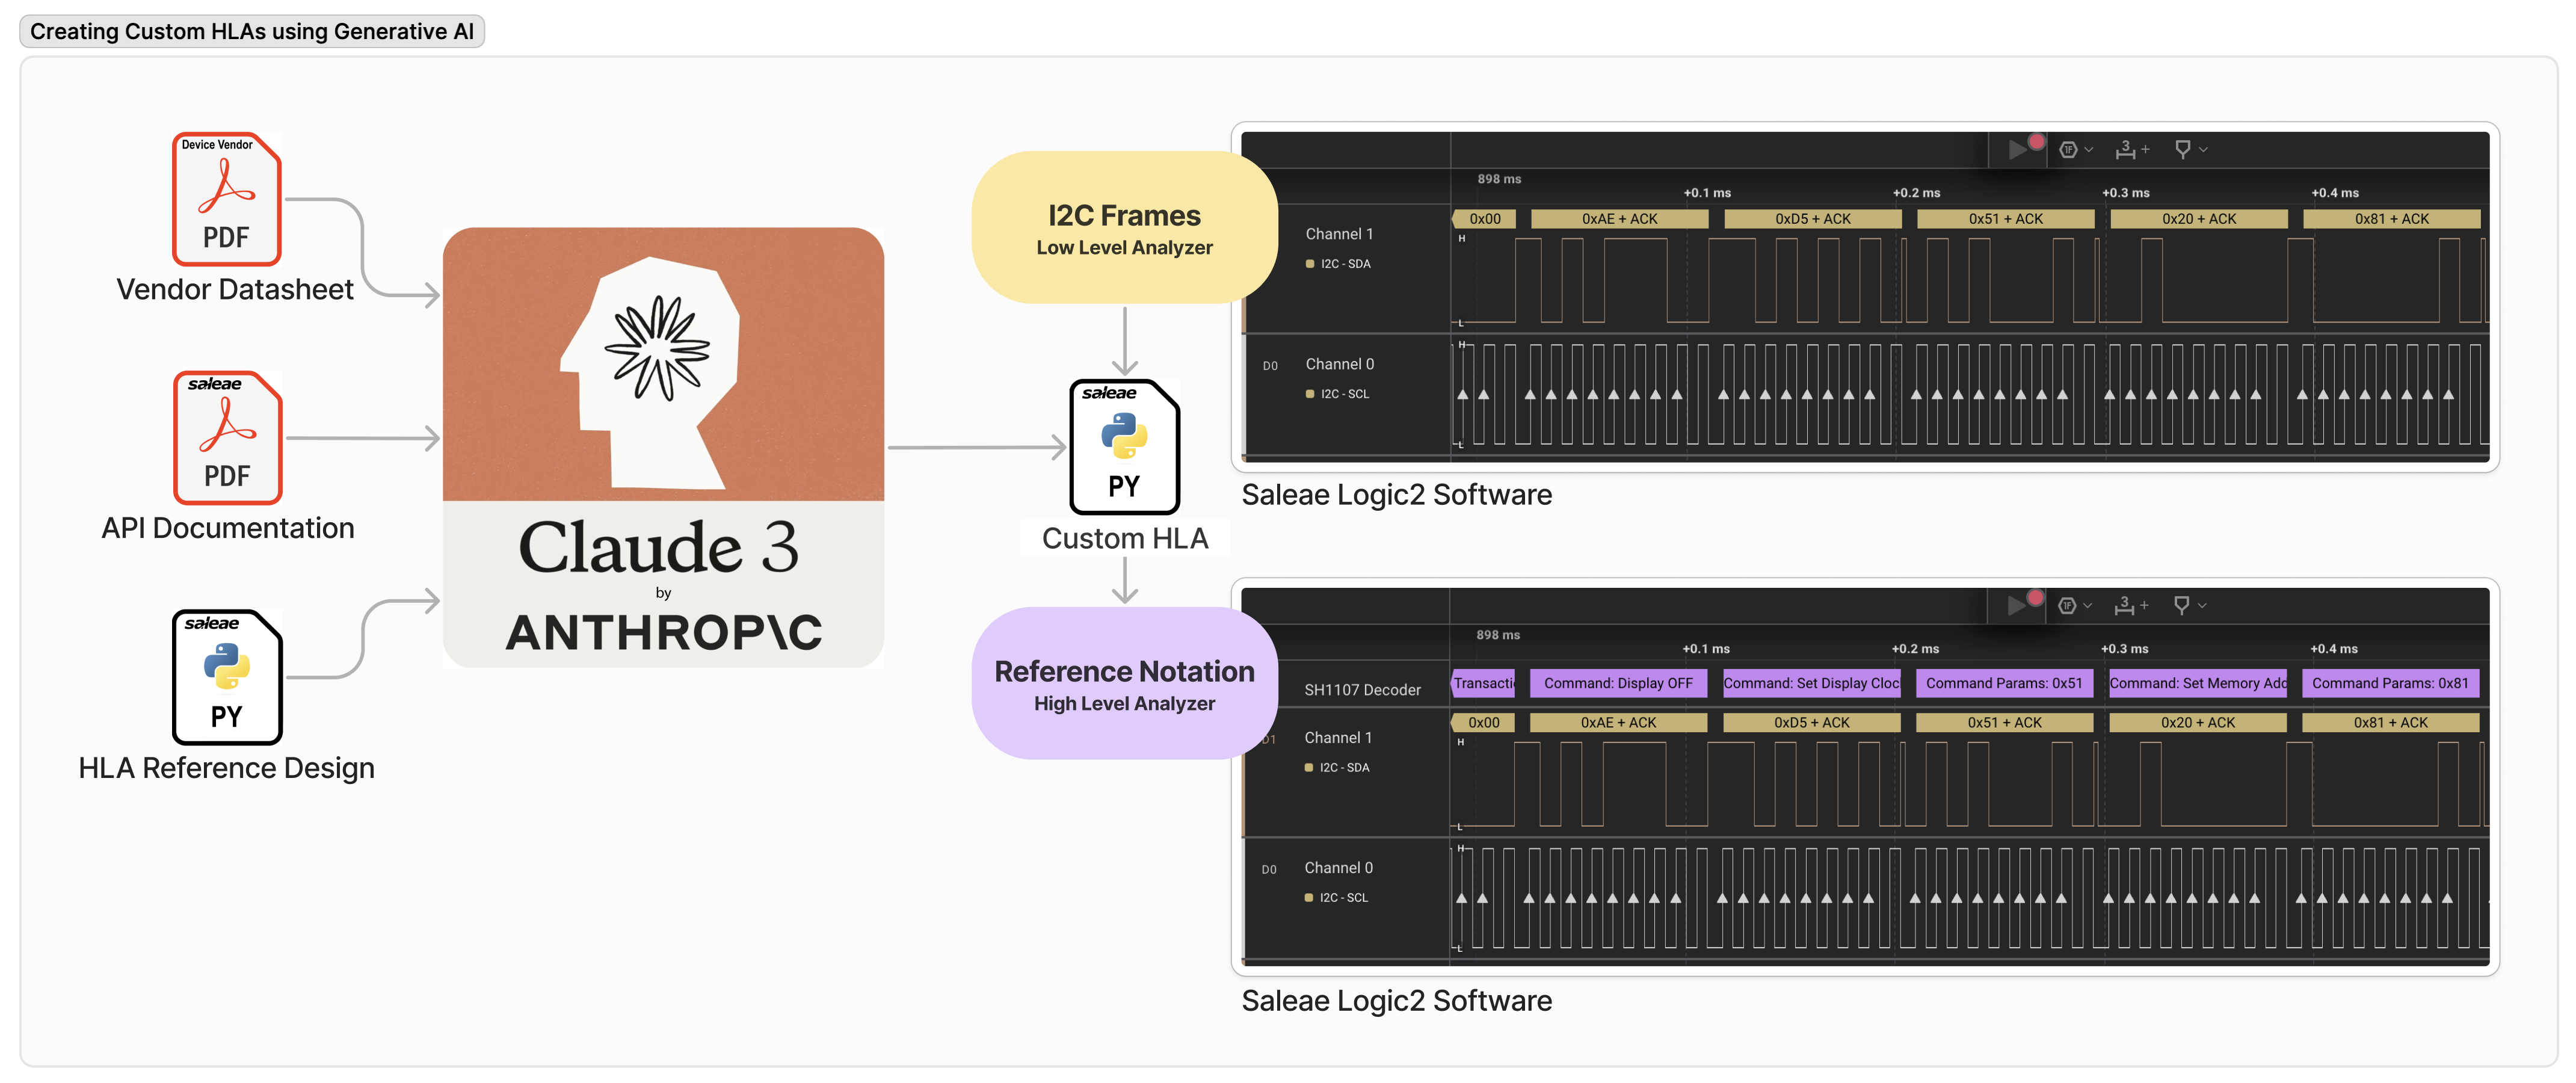 Creating Custom HLAs using Generative AI
Device Vendor
PDF
Vendor Datasheet
saleae
PDF
API Documentation
saleae
PY
HLA Reference Design
Claude 3
by
ANTHROP\C
I2C Frames
Low Level Analyzer
saleae
PY
Custom HLA
Reference Notation
High Level Analyzer
3
898 ms
+0.1 ms
+0.2 ms
+0.3 ms
+0.4 ms
0x00
0xAE + ACK
0xD5 + ACK
0x51 + ACK
0x20 + ACK
0x81 + ACK
Channel 1
H
I2C - SDA
L
H
D0
Channel 0
I2C - SCL
L
Saleae Logic2 Software
3
898 ms
+0.1 ms
+0.2 ms
+0.3 ms
+0.4 ms
SH1107 Decoder
Transacti
Command: Display OFF
Command: Set Display Cloc
Command Params: 0x51
Command: Set Memory Add
Command Params: 0x81
0x00
0xAE + ACK
0xD5 + ACK
0x51 + ACK
0x20 + ACK
0x81 + ACK
D1
Channel 1
H
I2C - SDA
L
H
D0
Channel 0
I2C - SCL
L
Saleae Logic2 Software